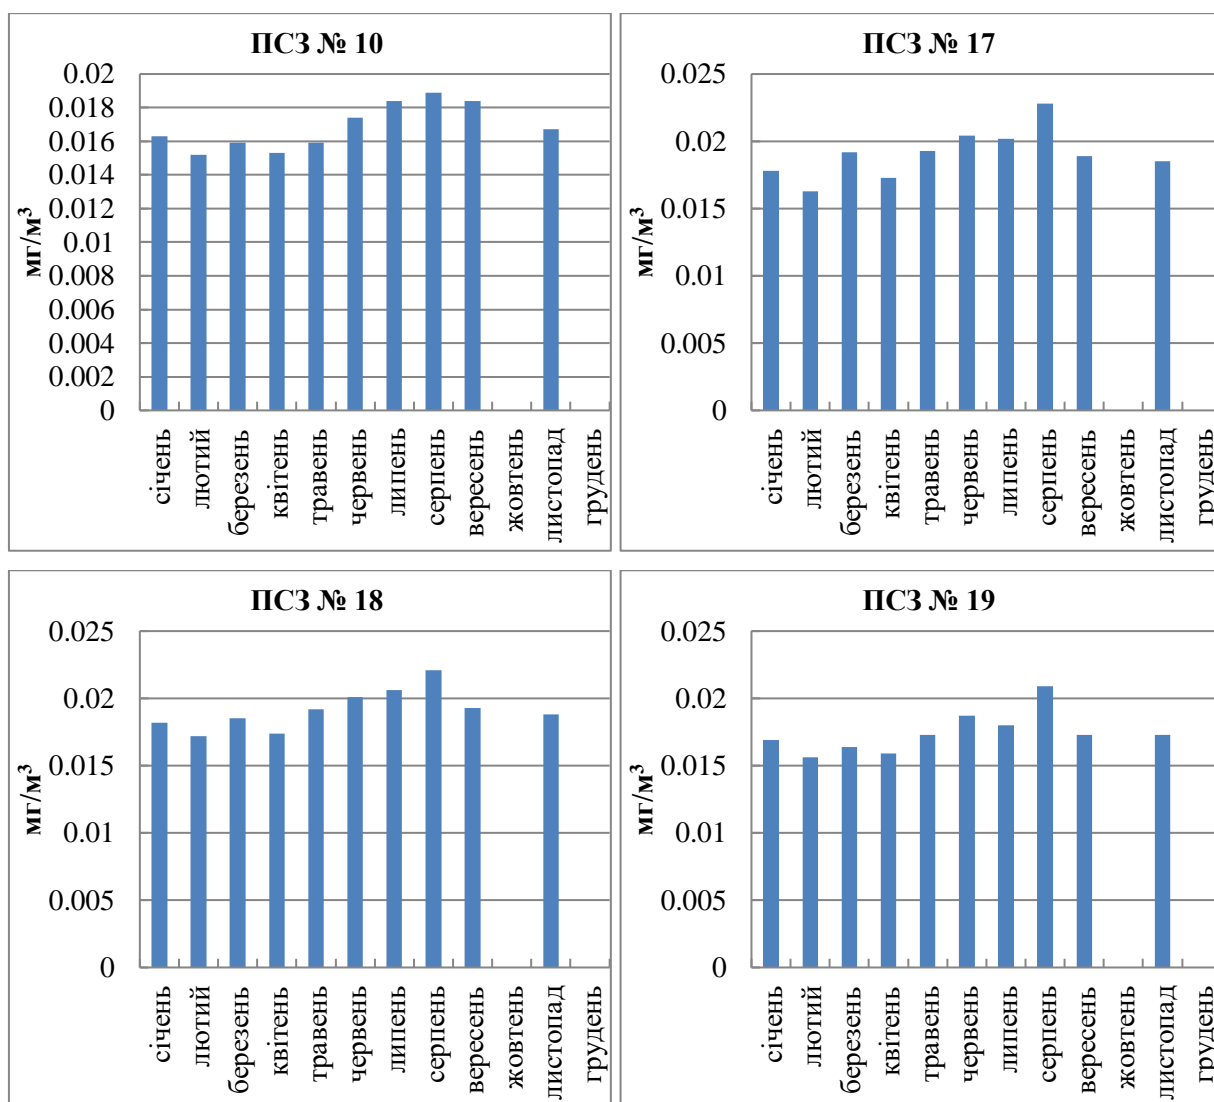 ПСЗ № 10
мг/м³
0.02
0.018
0.016
0.014
0.012
0.01
0.008
0.006
0.004
0.002
0
січень
лютий
березень
квітень
травень
червень
липень
серпень
вересень
жовтень
листопад
грудень
ПСЗ № 17
мг/м³
0.025
0.02
0.015
0.01
0.005
0
січень
лютий
березень
квітень
травень
червень
липень
серпень
вересень
жовтень
листопад
грудень
ПСЗ № 18
мг/м³
0.025
0.02
0.015
0.01
0.005
0
січень
лютий
березень
квітень
травень
червень
липень
серпень
вересень
жовтень
листопад
грудень
ПСЗ № 19
мг/м³
0.025
0.02
0.015
0.01
0.005
0
січень
лютий
березень
квітень
травень
червень
липень
серпень
вересень
жовтень
листопад
грудень